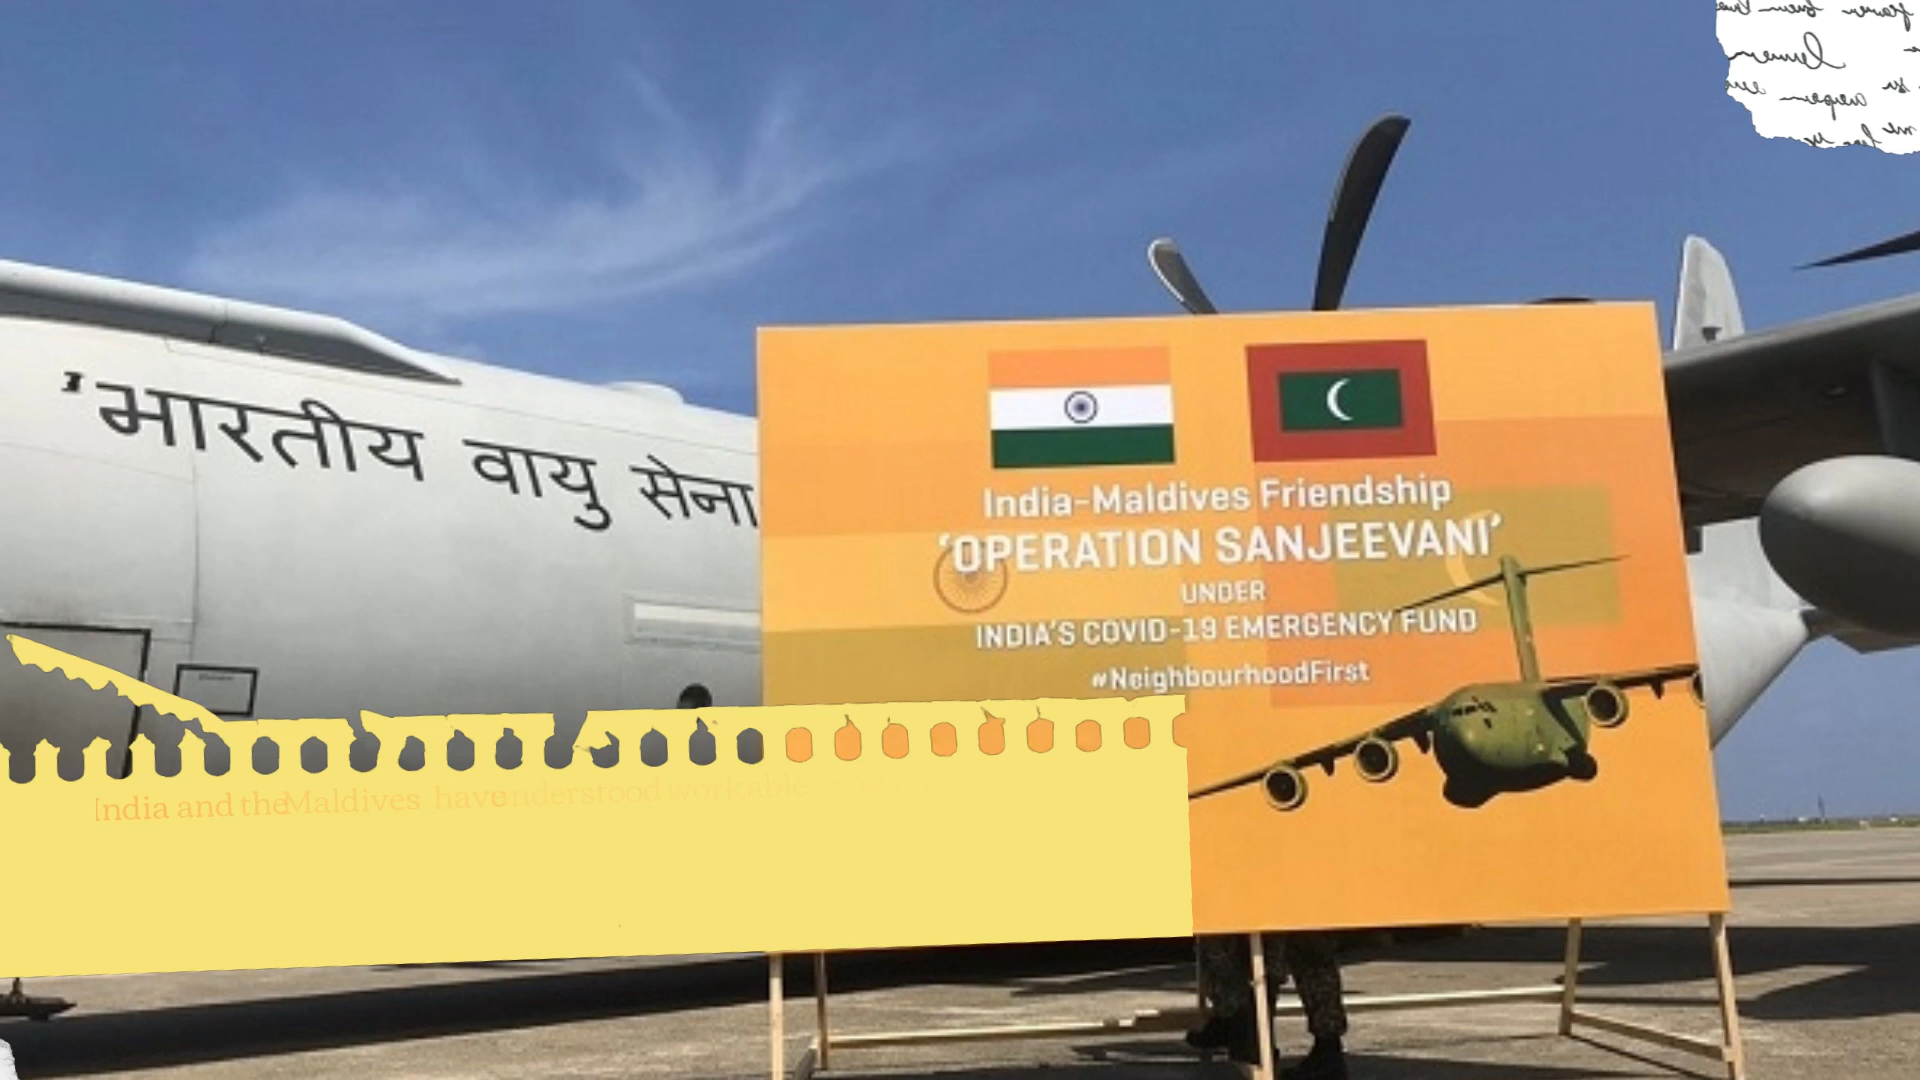 'भारतीय वायु सेना
India-Maldives Friendship
'OPERATION SANJEEVANI'
UNDER
INDIA'S COVID-19 EMERGENCY FUND
#NeighbourhoodFirst
India and the Maldives have understood workable